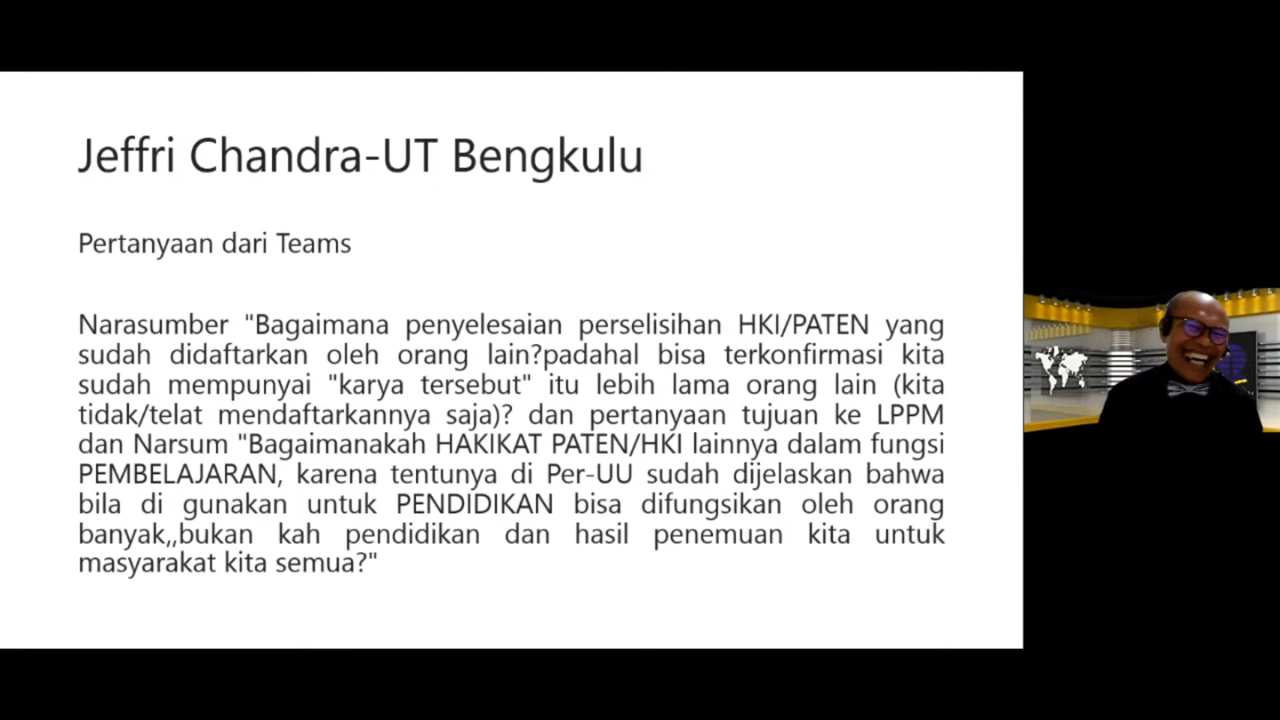 Jeffri Chandra-UT Bengkulu
Pertanyaan dari Teams
Narasumber "Bagaimana penyelesaian perselisihan HKI/PATEN yang
sudah didaftarkan oleh orang lain?padahal bisa terkonfirmasi kita
sudah mempunyai "karya tersebut" itu lebih lama orang lain (kita
tidak/telat mendaftarkannya saja)? dan pertanyaan tujuan ke LPPM
dan Narsum "Bagaimanakah HAKIKAT PATEN/HKI lainnya dalam fungsi
PEMBELAJARAN, karena tentunya di Per-UU sudah dijelaskan bahwa
bila di gunakan untuk PENDIDIKAN bisa difungsikan oleh orang
banyak,,bukan kah pendidikan dan hasil penemuan kita untuk
masyarakat kita semua?"